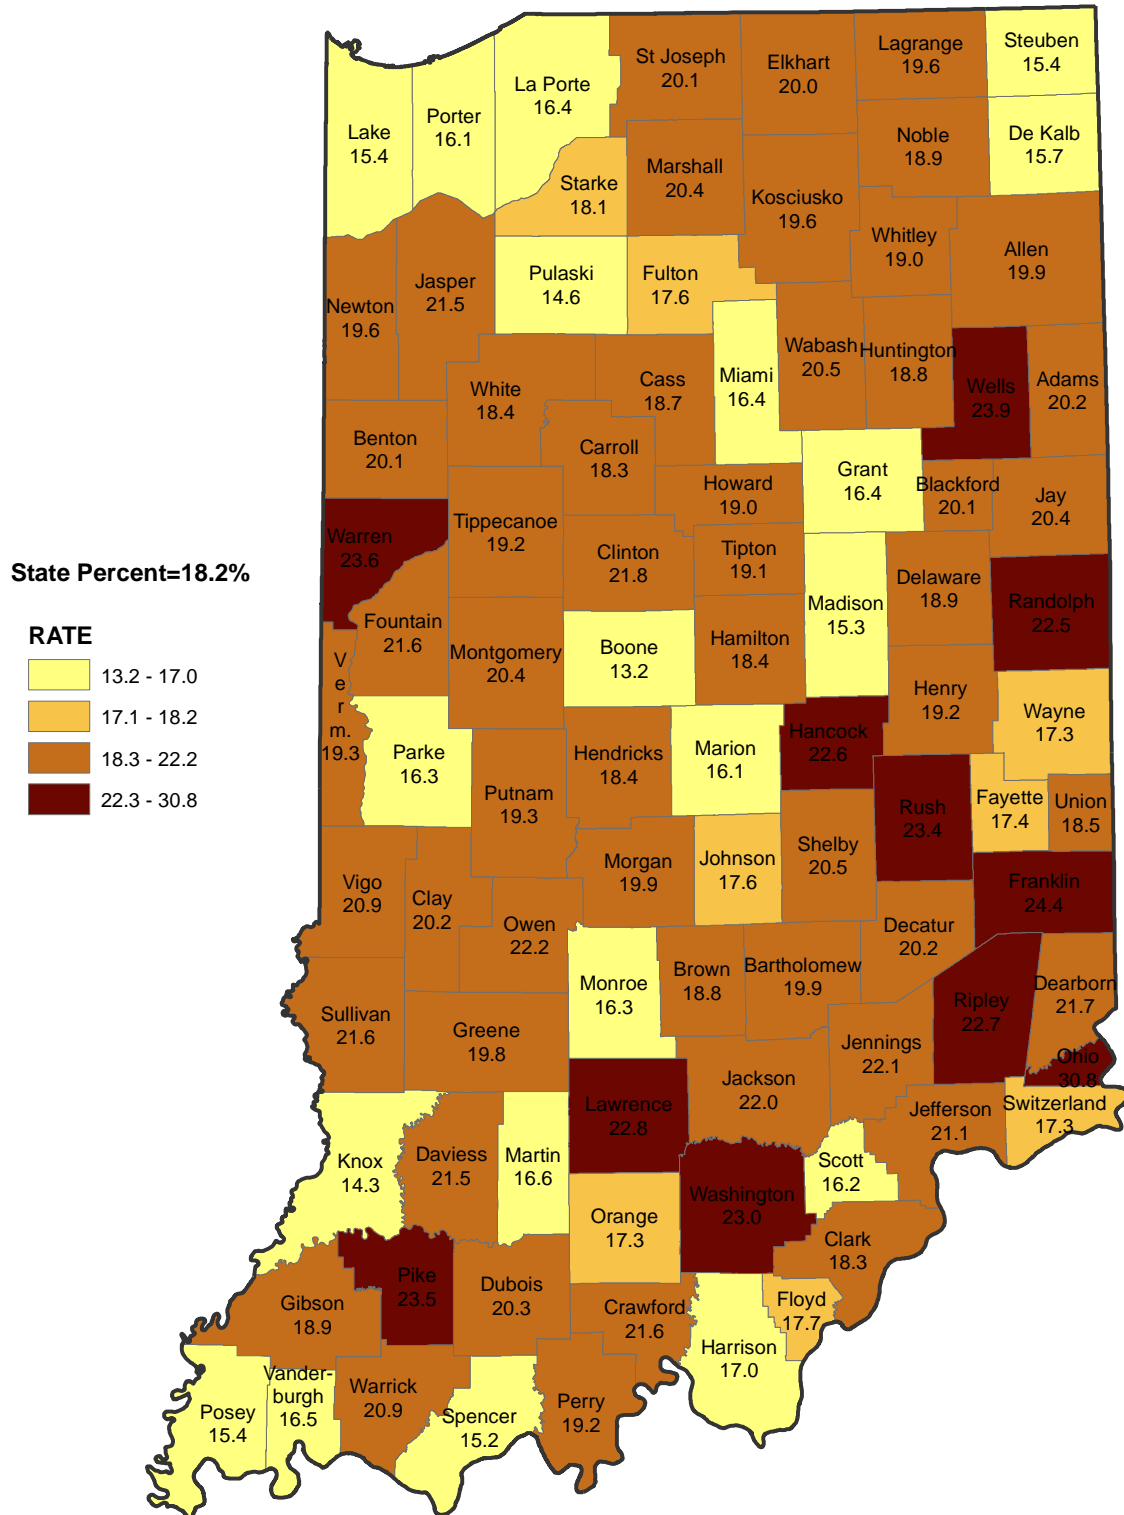 St Joseph
20.1
Elkhart
20.0
Lagrange
19.6
Steuben
15.4
La Porte
16.4
Porter
16.1
Lake
15.4
Noble
18.9
De Kalb
15.7
Marshall
20.4
Starke
18.1
Kosciusko
19.6
Whitley
19.0
Allen
19.9
Jasper
21.5
Newton
19.6
Pulaski
14.6
Fulton
17.6
Miami
16.4
Wabash
20.5
Huntington
18.8
Wells
23.9
Adams
20.2
White
18.4
Cass
18.7
Benton
20.1
Carroll
18.3
Howard
19.0
Grant
16.4
Blackford
20.1
Jay
20.4
Warren
23.6
Tippecanoe
19.2
Clinton
21.8
Tipton
19.1
Madison
15.3
Delaware
18.9
Randolph
22.5
State Percent=18.2%
RATE
13.2 - 17.0
17.1 - 18.2
18.3 - 22.2
22.3 - 30.8
Fountain
21.6
Montgomery
20.4
Boone
13.2
Hamilton
18.4
V
e
r
m.
19.3
Henry
19.2
Wayne
17.3
Parke
16.3
Putnam
19.3
Hendricks
18.4
Marion
16.1
Hancock
22.6
Rush
23.4
Fayette
17.4
Union
18.5
Vigo
20.9
Clay
20.2
Owen
22.2
Morgan
19.9
Johnson
17.6
Shelby
20.5
Franklin
24.4
Decatur
20.2
Monroe
16.3
Brown
18.8
Bartholomew
19.9
Ripley
22.7
Dearborn
21.7
Sullivan
21.6
Greene
19.8
Jennings
22.1
Ohio
30.8
Lawrence
22.8
Jackson
22.0
Jefferson
21.1
Switzerland
17.3
Knox
14.3
Daviess
21.5
Martin
16.6
Scott
16.2
Washington
23.0
Orange
17.3
Clark
18.3
Pike
23.5
Dubois
20.3
Gibson
18.9
Crawford
21.6
Floyd
17.7
Harrison
17.0
Vander-
burgh
16.5
Posey
15.4
Warrick
20.9
Spencer
15.2
Perry
19.2